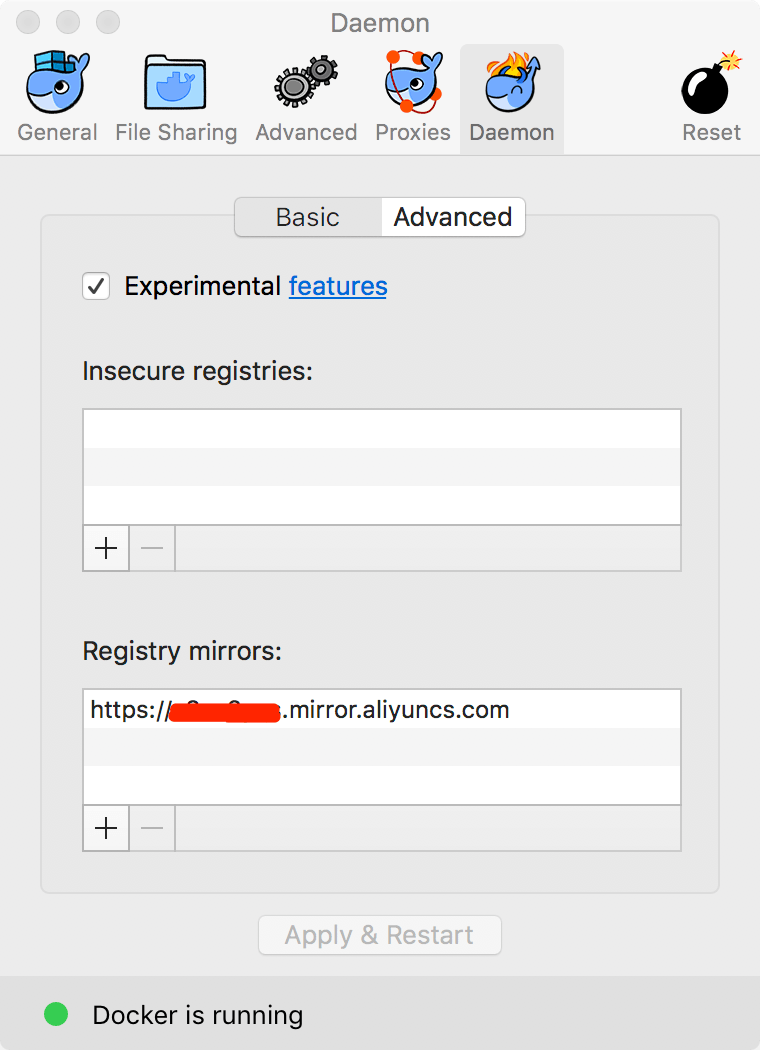 Daemon
General File Sharing Advanced Proxies Daemon Reset
Basic Advanced
Experimental features
Insecure registries:
Registry mirrors:
https:// .mirror.aliyuncs.com
Apply & Restart
Docker is running